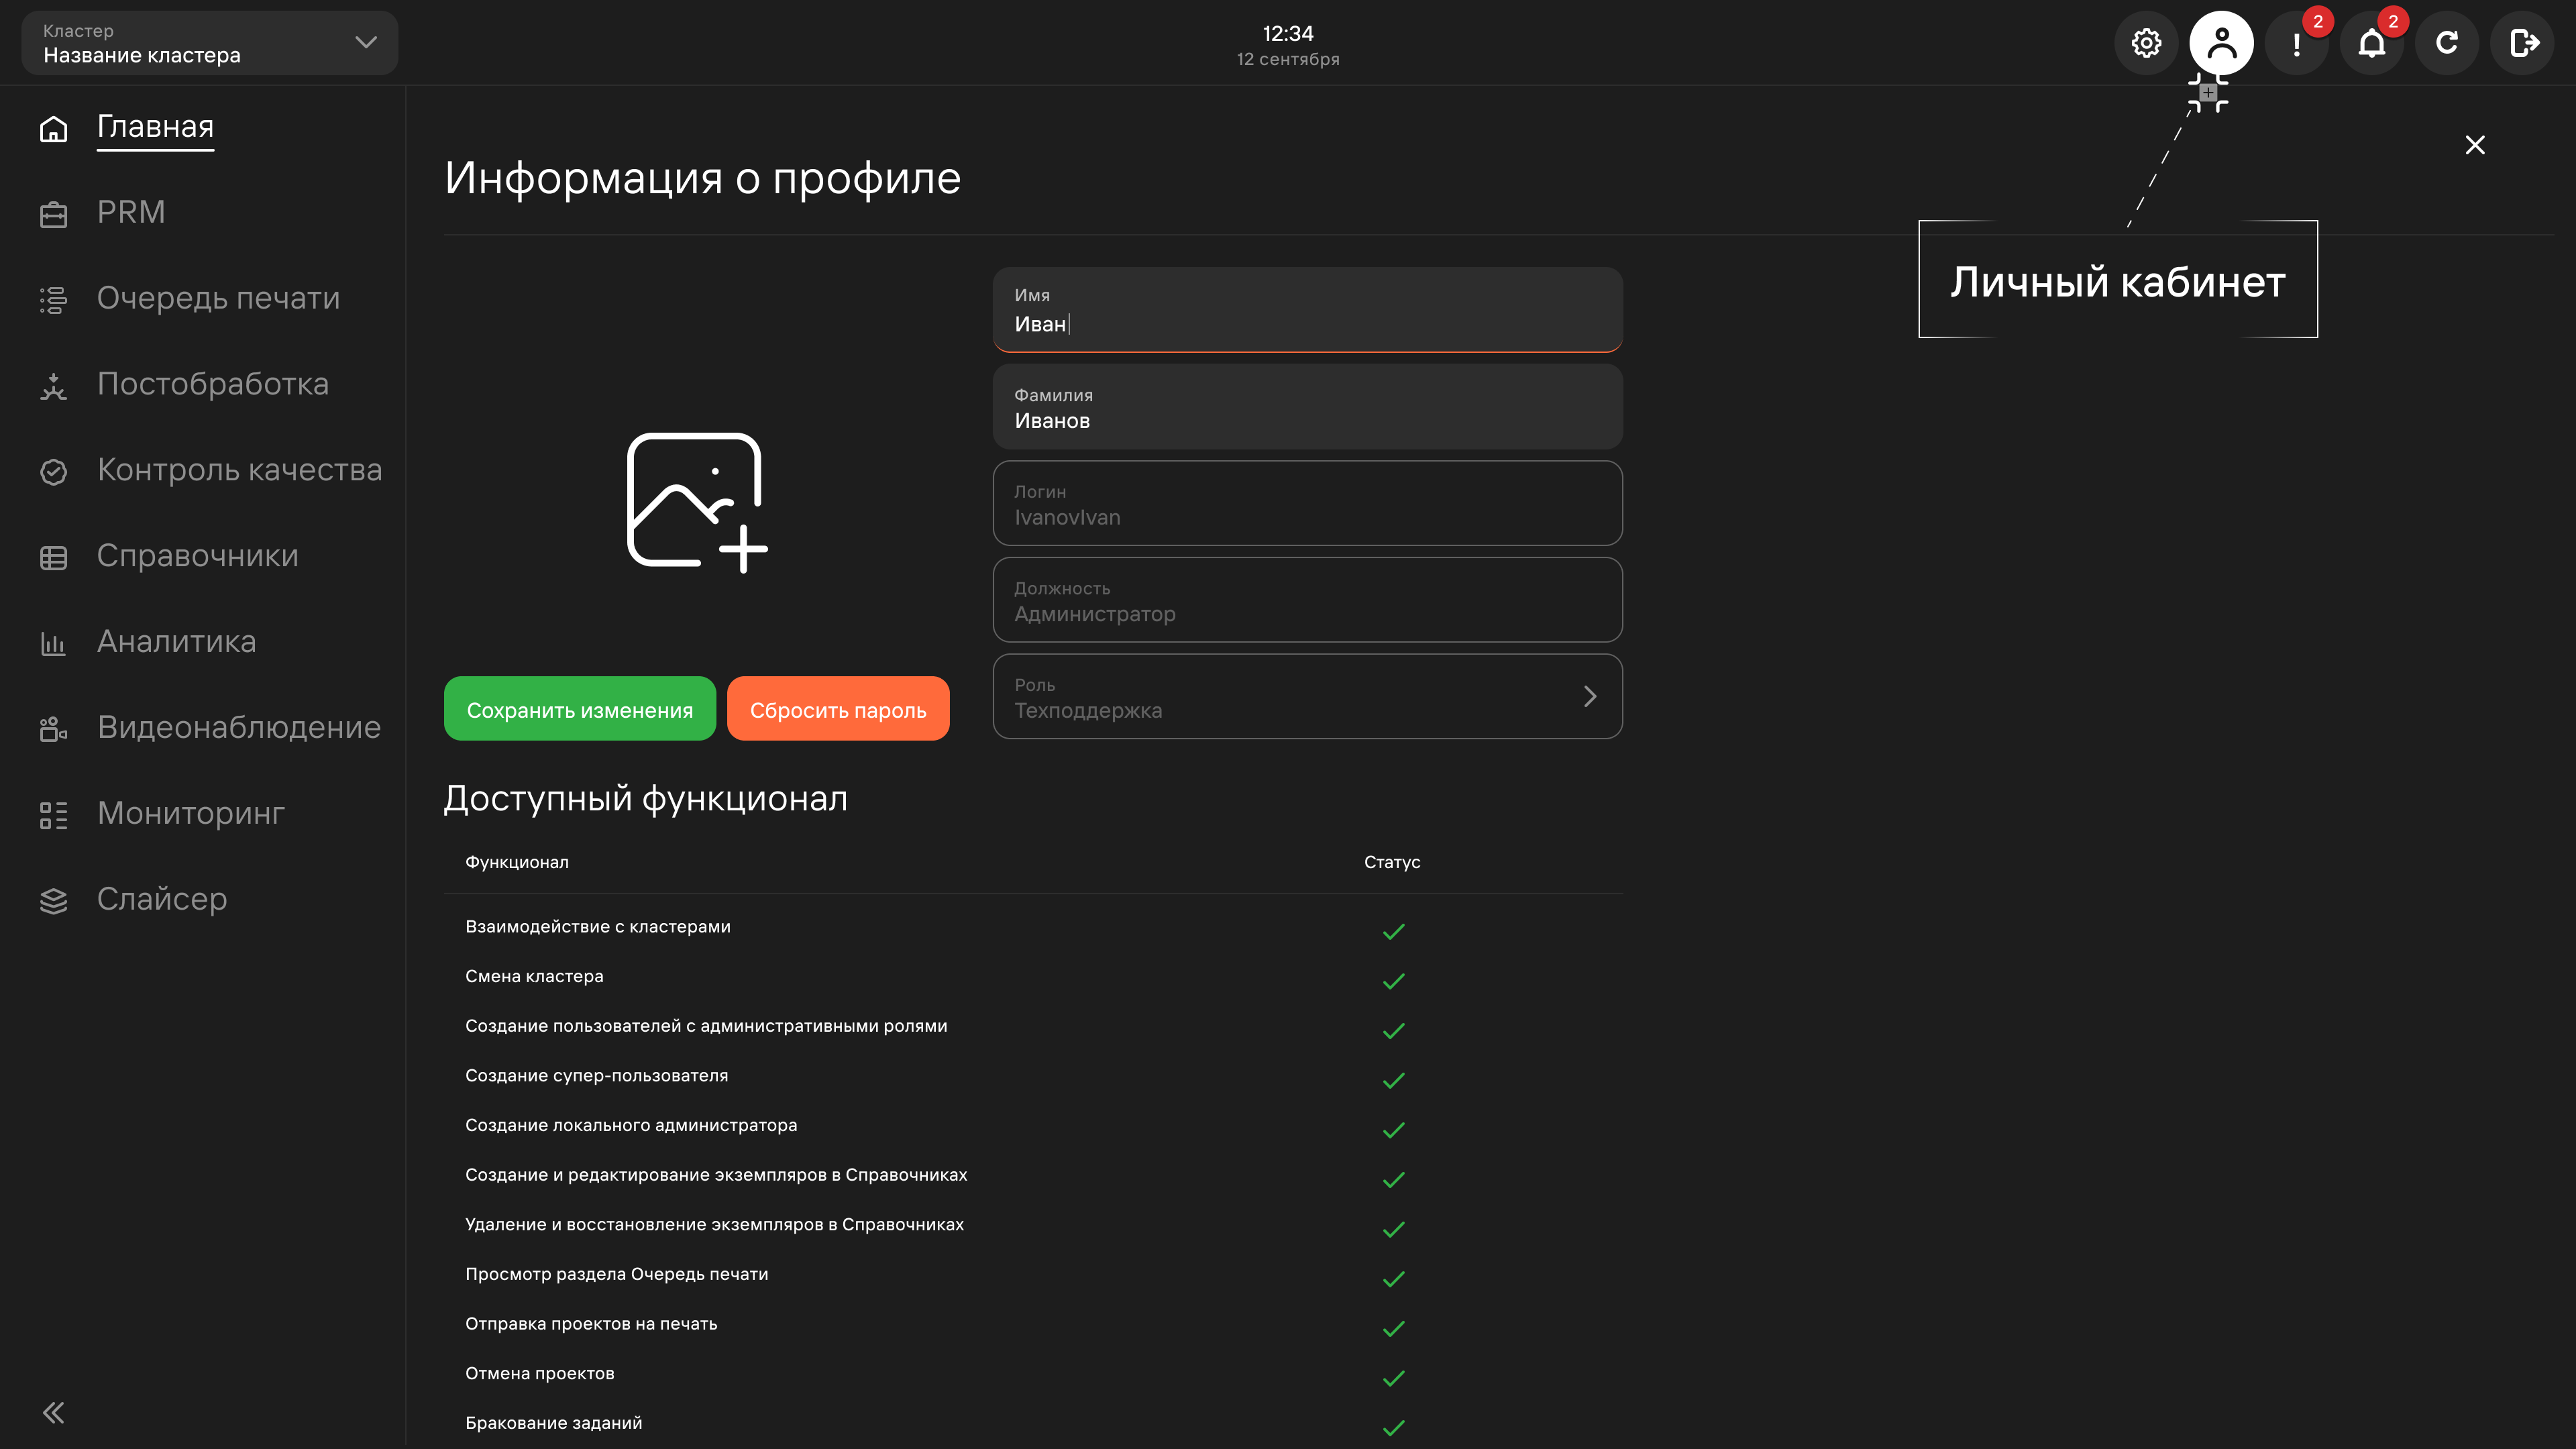 Кластер
Название кластера
12:34
12 сентября
2
2
Главная
PRM
Очередь печати
Постобработка
Контроль качества
Справочники
Аналитика
Видеонаблюдение
Мониторинг
Слайсер
Информация о профиле
Личный кабинет
Имя
Иван
Фамилия
Иванов
Логин
IvanovIvan
Должность
Администратор
Роль
Техподдержка
Сохранить изменения
Сбросить пароль
Доступный функционал
Функционал Статус
Взаимодействие с кластерами
Смена кластера
Создание пользователей с административными ролями
Создание супер-пользователя
Создание локального администратора
Создание и редактирование экземпляров в Справочниках
Удаление и восстановление экземпляров в Справочниках
Просмотр раздела Очередь печати
Отправка проектов на печать
Отмена проектов
Бракование заданий